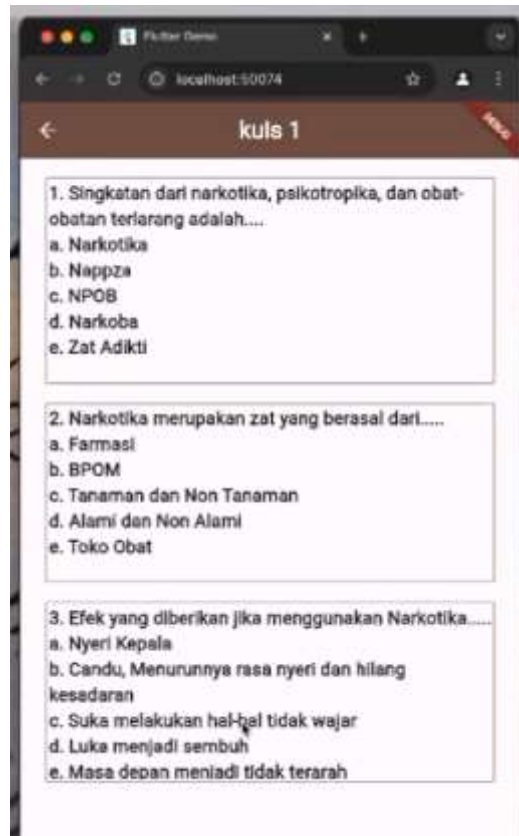 Flutter Demo
localhost:50074
kuis 1
DEBUG
1. Singkatan dari narkotika, psikotropika, dan obat-
obatan terlarang adalah....
a. Narkotika
b. Nappza
c. NPOB
d. Narkoba
e. Zat Adikti
2. Narkotika merupakan zat yang berasal dari.....
a. Farmasi
b. BPOM
c. Tanaman dan Non Tanaman
d. Alami dan Non Alami
e. Toko Obat
3. Efek yang diberikan jika menggunakan Narkotika.....
a. Nyeri Kepala
b. Candu, Menurunnya rasa nyeri dan hilang
kesadaran
c. Suka melakukan hal-hal tidak wajar
d. Luka menjadi sembuh
e. Masa depan menjadi tidak terarah